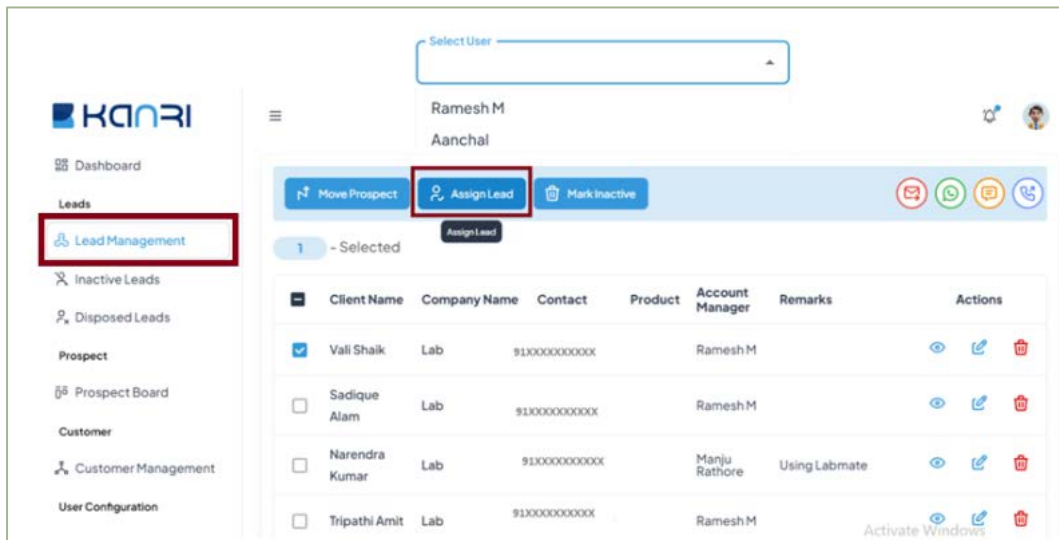 Select User
Ramesh M
Aanchal
KANRI
Dashboard
Leads
Lead Management
Inactive Leads
Disposed Leads
Prospect
Prospect Board
Customer
Customer Management
User Configuration
Move Prospect Assign Lead Mark Inactive
Assign Lead
1 - Selected
Client Name Company Name Contact Product Account Manager Remarks Actions
Vali Shaik Lab 91XXXXXXXXXX Ramesh M
Sadique Alam Lab 91XXXXXXXXXX Ramesh M
Narendra Kumar Lab 91XXXXXXXXXX Manju Rathore Using Labmate
Tripathi Amit Lab 91XXXXXXXXXX Ramesh M
Activate Windows